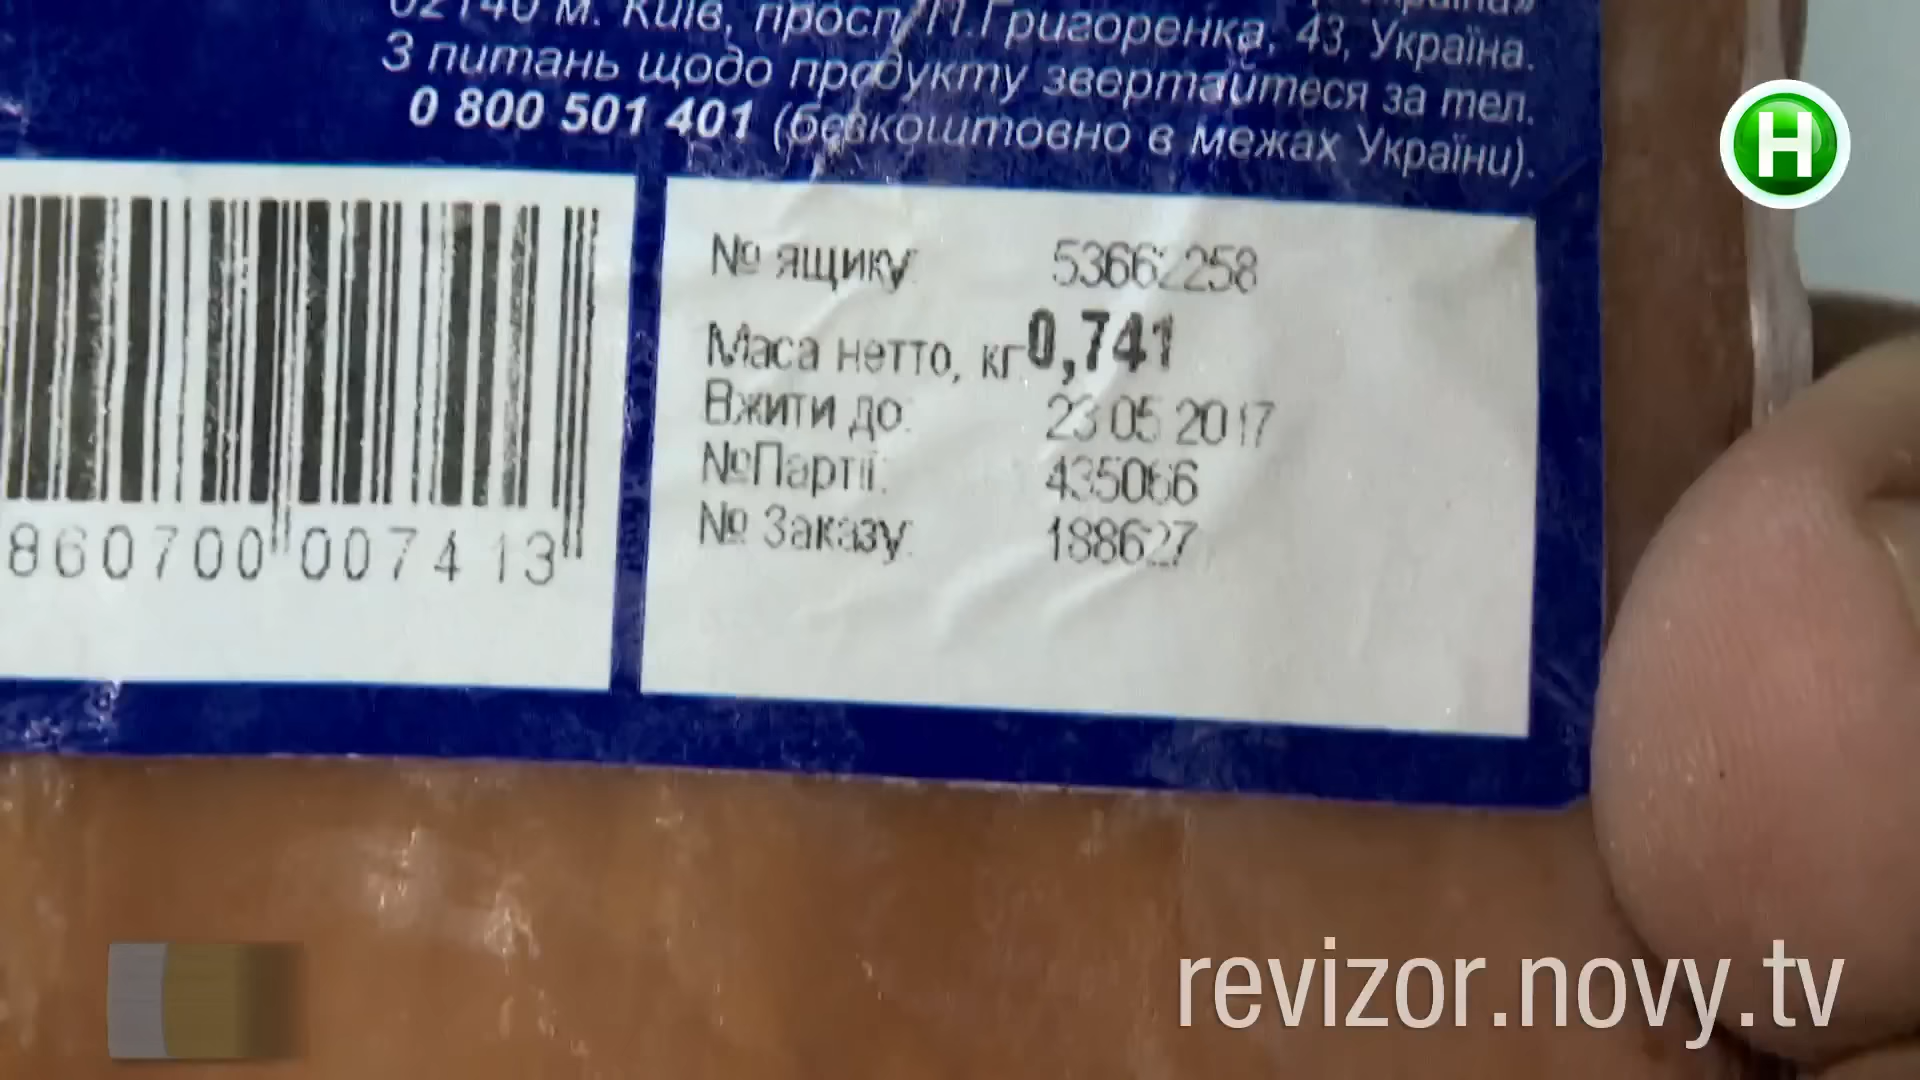 02140 м. Київ, просп. П.Григоренка, 43, Україна.
З питань щодо продукту звертайтеся за тел.
0 800 501 401 (безкоштовно в межах України).
Н
№ ящику: 53662258
Маса нетто, кг 0,741
Вжити до: 23.05.2017
№Партії: 435066
№ Заказу: 188627
860700 007413
revizor.novy.tv